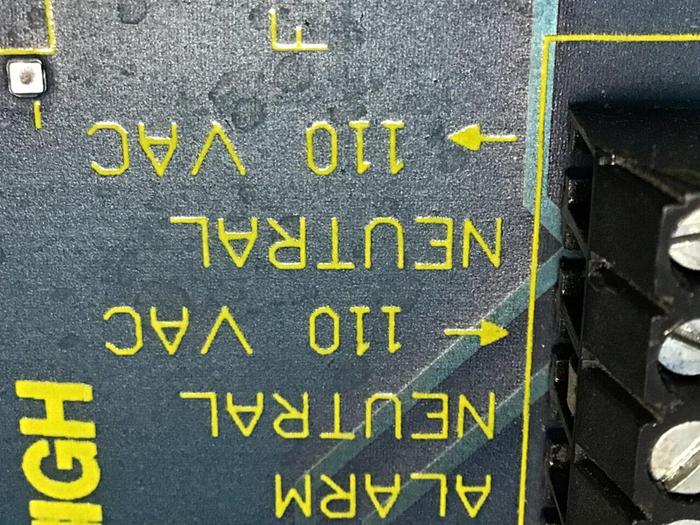 ALARM
NEUTRAL
← 110 VAC
NEUTRAL
→ 110 VAC
IGH